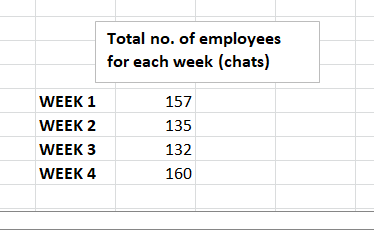 Total no. of employees
for each week (chats)
WEEK 1 157
WEEK 2 135
WEEK 3 132
WEEK 4 160